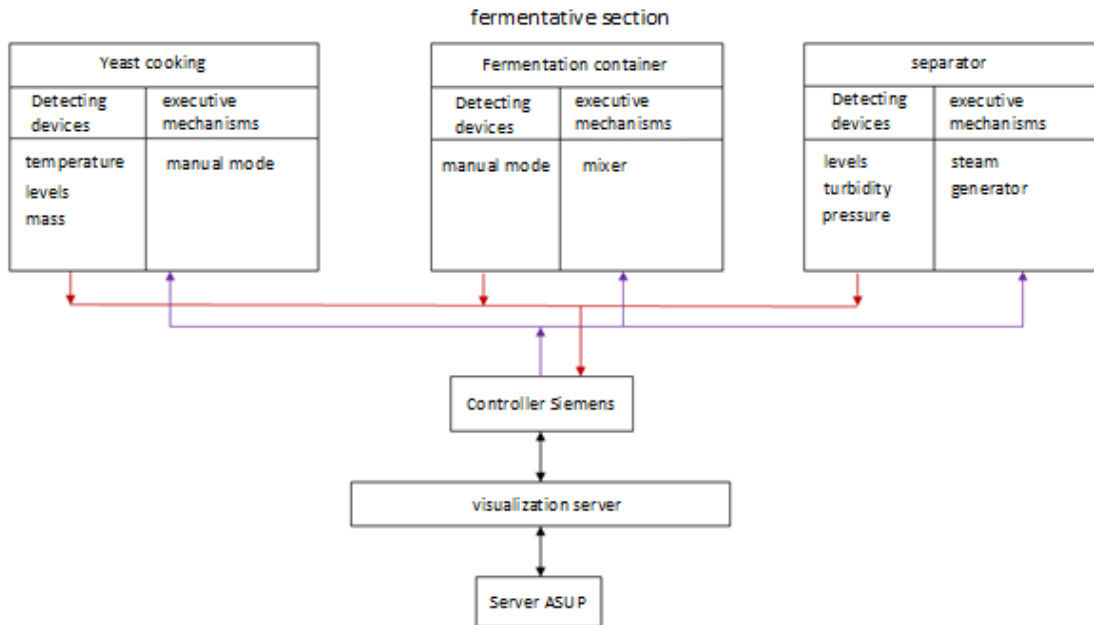 fermentative section
Yeast cooking
Detecting
devices
executive
mechanisms
temperature
levels
mass
manual mode
Fermentation container
Detecting
devices
executive
mechanisms
manual mode
mixer
separator
Detecting
devices
executive
mechanisms
levels
turbidity
pressure
steam
generator
Controller Siemens
visualization server
Server ASUP